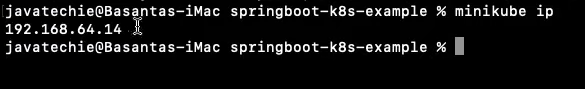 javatechie@Basantas-iMac springboot-k8s-example % minikube ip
192.168.64.14
javatechie@Basantas-iMac springboot-k8s-example %